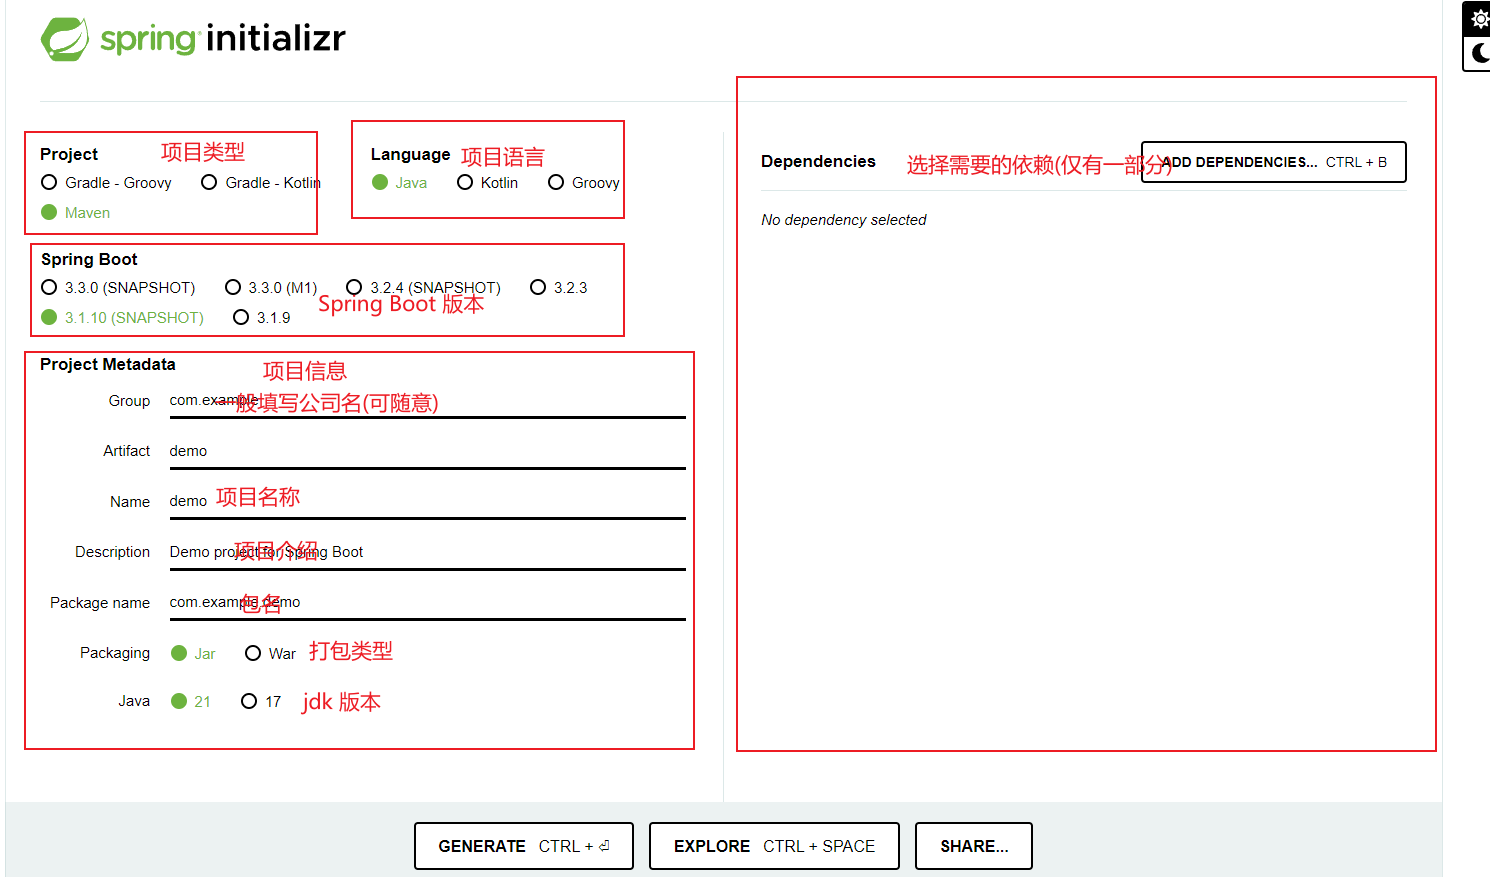 spring initializr
Project 项目类型
Gradle - Groovy Gradle - Kotlin
Maven
Language 项目语言
Java Kotlin Groovy
Spring Boot
3.3.0 (SNAPSHOT) 3.3.0 (M1) 3.2.4 (SNAPSHOT) 3.2.3
3.1.10 (SNAPSHOT) 3.1.9
Spring Boot 版本
Project Metadata
项目信息
Group com.example
一般填写公司名(可随意)
Artifact demo
Name demo 项目名称
Description Demo project for Spring Boot
项目介绍
Package name com.example.demo
包名
Packaging Jar War 打包类型
Java 21 17 jdk 版本
Dependencies 选择需要的依赖(仅有一部分) ADD DEPENDENCIES... CTRL + B
No dependency selected
GENERATE CTRL + ⏎ EXPLORE CTRL + SPACE SHARE...